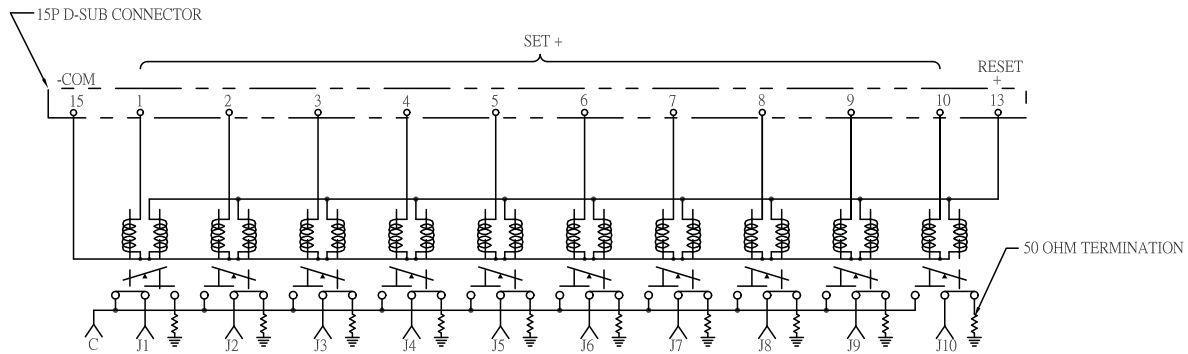 15P D-SUB CONNECTOR
SET +
-COM
RESET
+
15 1 2 3 4 5 6 7 8 9 10 13
50 OHM TERMINATION
C J1 J2 J3 J4 J5 J6 J7 J8 J9 J10